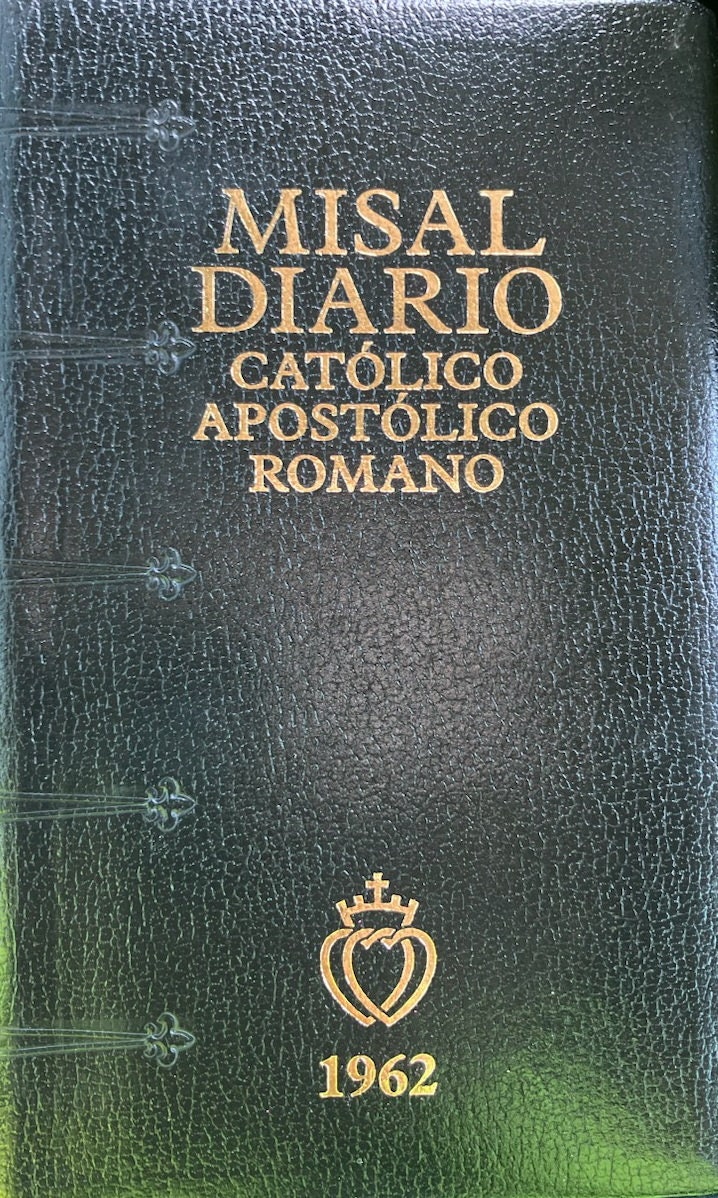 MISAL
DIARIO
CATÓLICO
APOSTÓLICO
ROMANO
1962